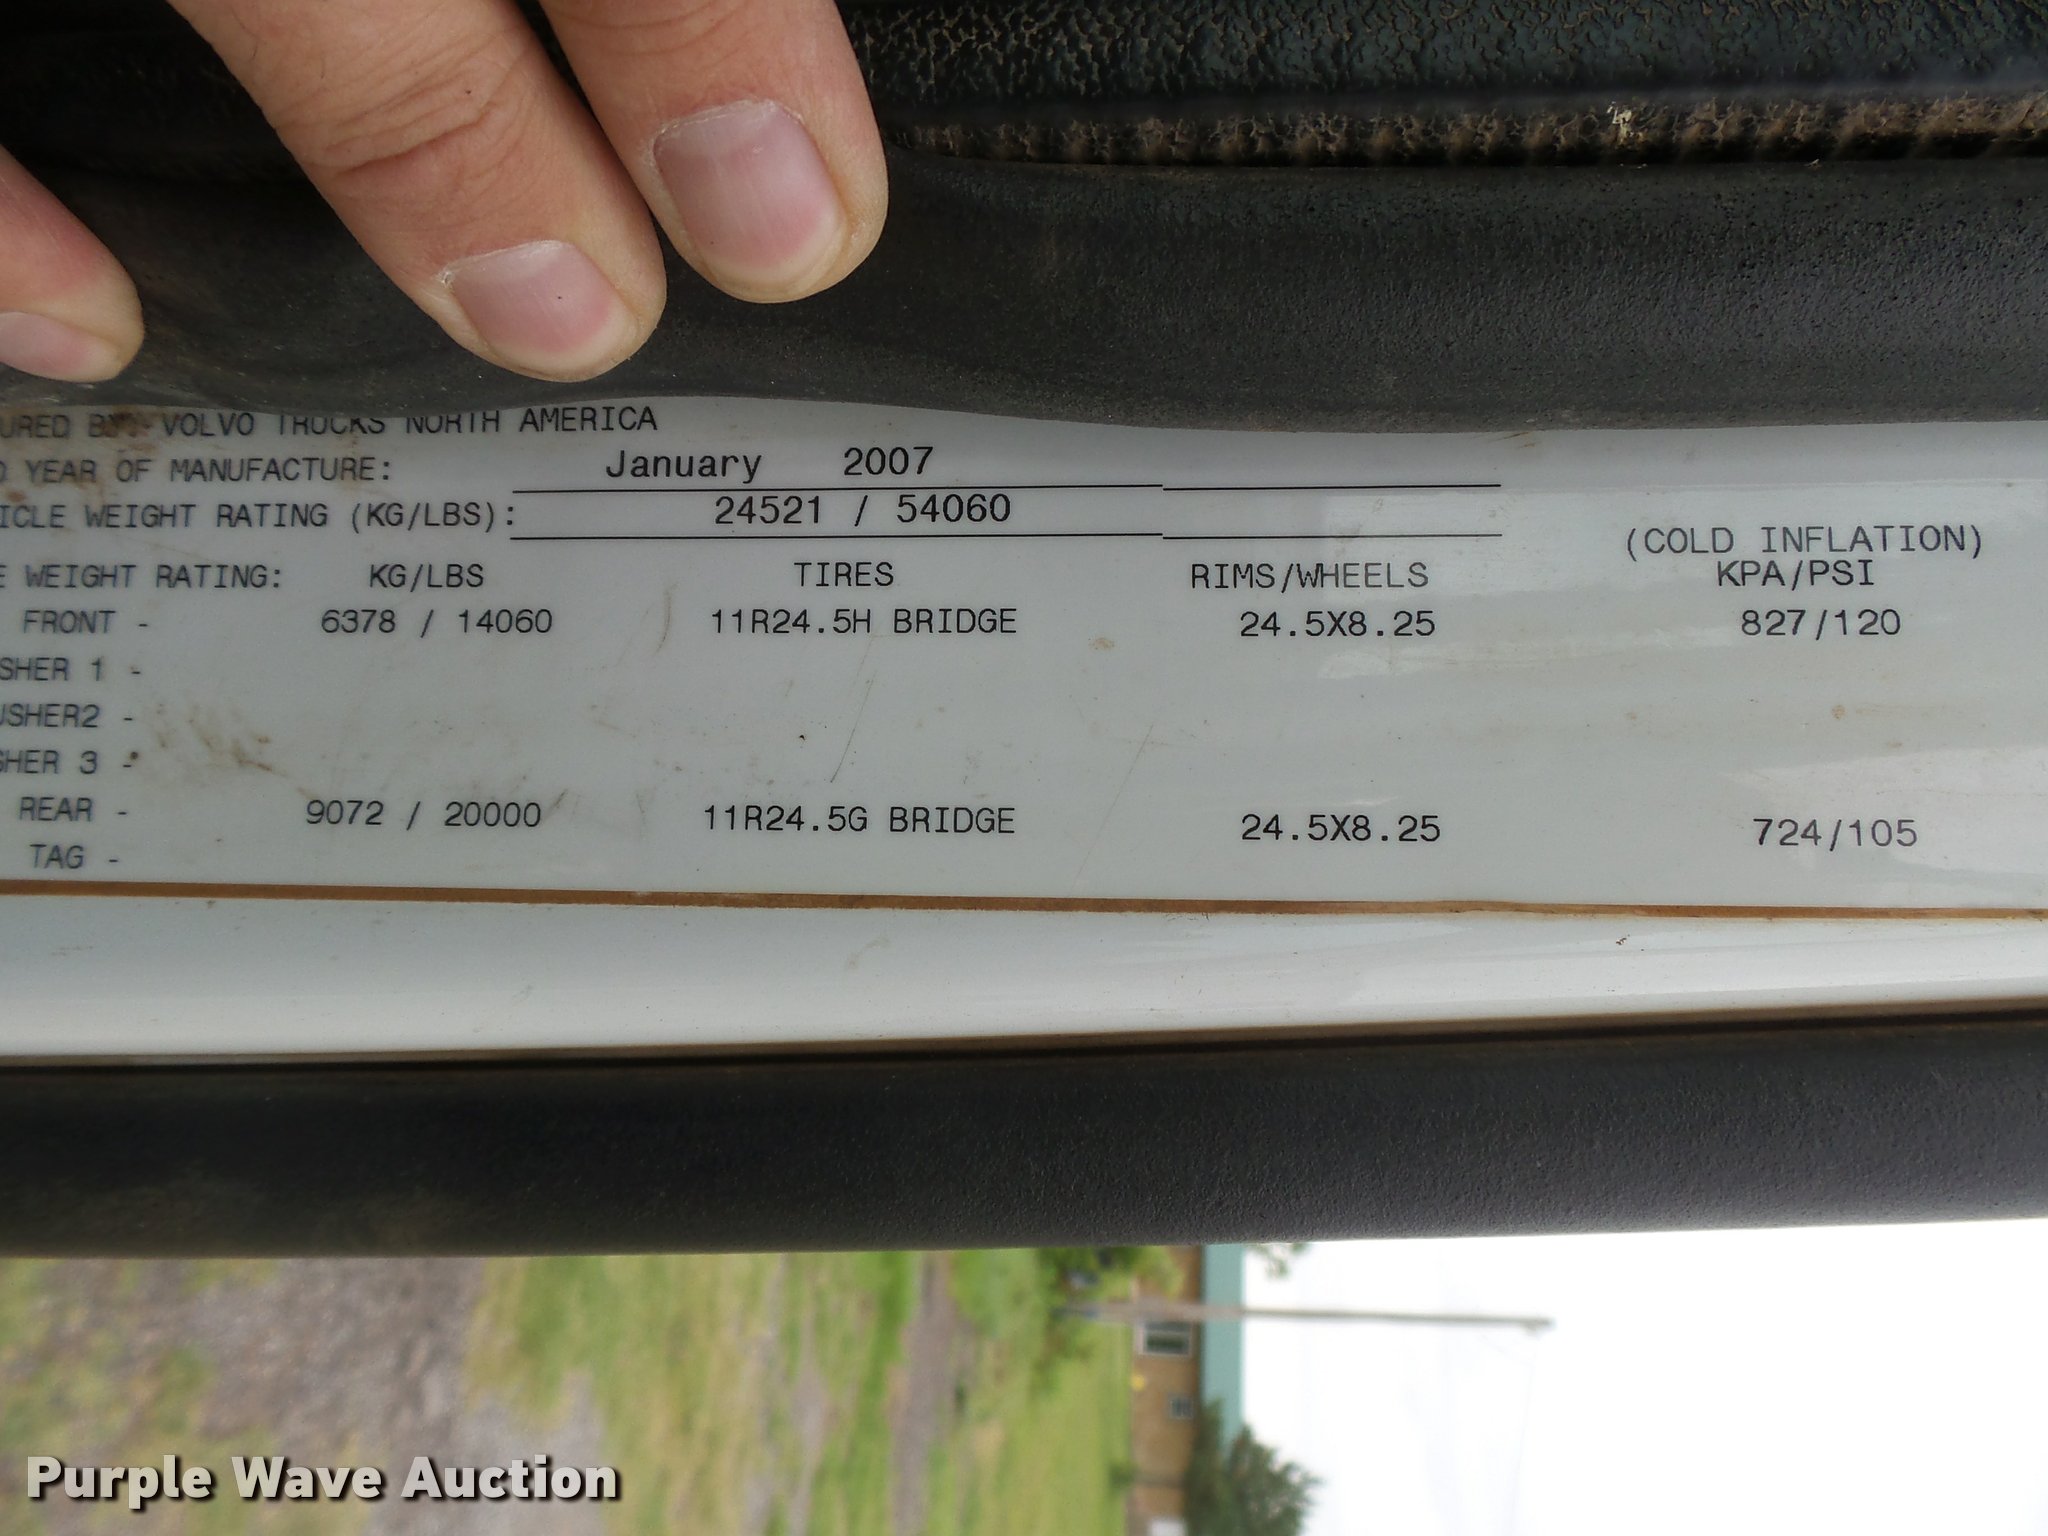 URED BY: VOLVO TRUCKS NORTH AMERICA
YEAR OF MANUFACTURE: January 2007
ICLE WEIGHT RATING (KG/LBS): 24521 / 54060
(COLD INFLATION)
E WEIGHT RATING: KG/LBS TIRES RIMS/WHEELS KPA/PSI
FRONT - 6378 / 14060 11R24.5H BRIDGE 24.5X8.25 827/120
SHER 1 -
USHER2 -
SHER 3 -
REAR - 9072 / 20000 11R24.5G BRIDGE 24.5X8.25 724/105
TAG -
Purple Wave Auction